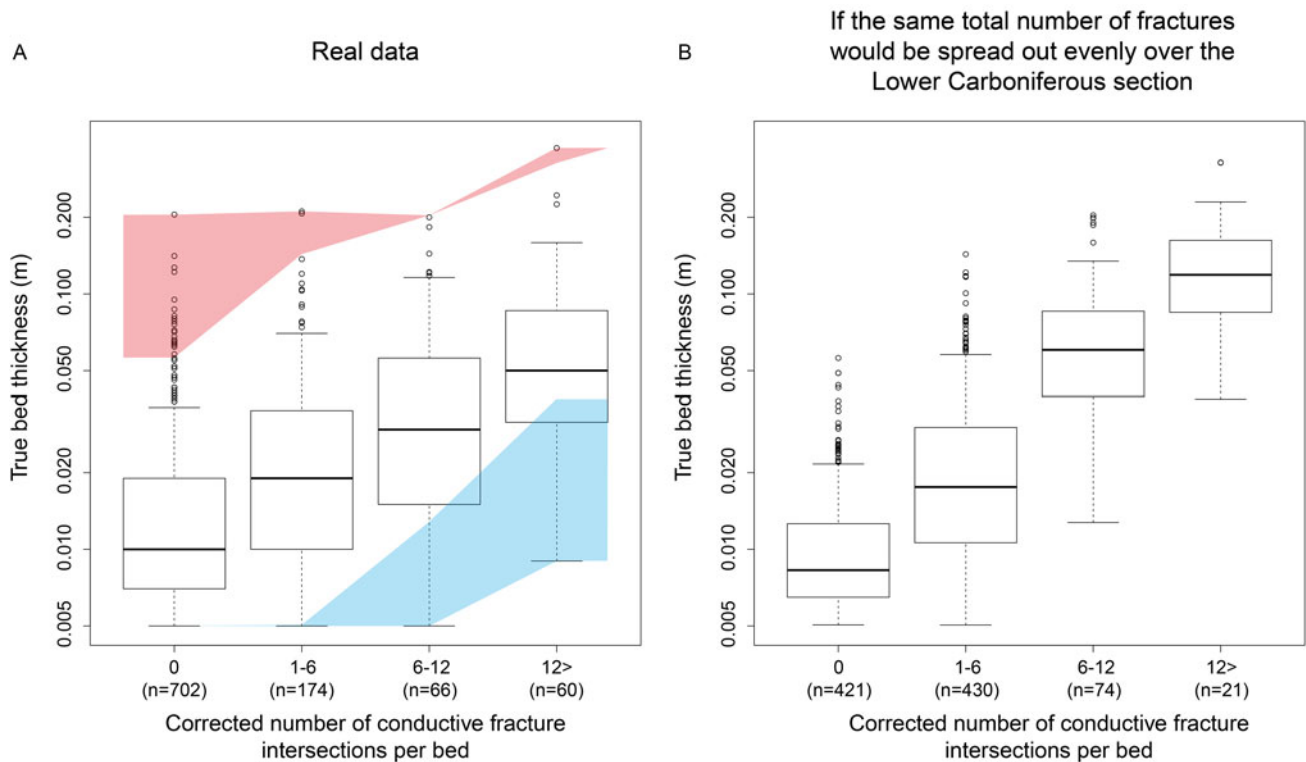 A
Real data
True bed thickness (m)
0.200
0.100
0.050
0.020
0.010
0.005
0
1-6
6-12
12>
(n=702)
(n=174)
(n=66)
(n=60)
Corrected number of conductive fracture
intersections per bed
B
If the same total number of fractures
would be spread out evenly over the
Lower Carboniferous section
True bed thickness (m)
0.200
0.100
0.050
0.020
0.010
0.005
0
1-6
6-12
12>
(n=421)
(n=430)
(n=74)
(n=21)
Corrected number of conductive fracture
intersections per bed